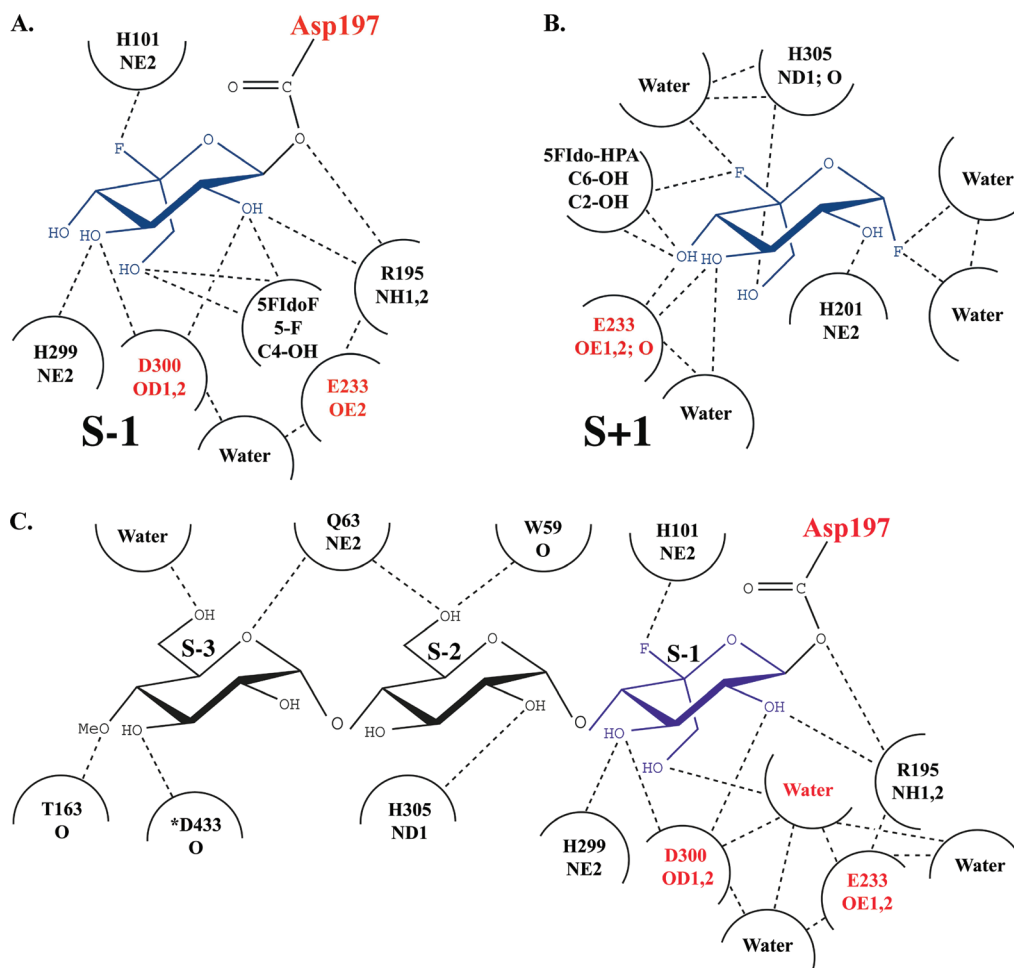 A.
Asp197
H101
NE2
O
C
O
F
O
HO
HO
OH
HO
R195
NH1,2
5FIdoF
5-F
C4-OH
H299
NE2
D300
OD1,2
E233
OE2
Water
S-1
B.
H305
ND1; O
Water
5FIdo-HPA
C6-OH
C2-OH
F
O
Water
OH
F
OH
HO
HO
H201
NE2
Water
E233
OE1,2; O
Water
S+1
C.
Water
Q63
NE2
W59
O
H101
NE2
Asp197
O
C
O
OH
S-3
O
OH
S-2
O
F
S-1
O
OH
OH
OH
MeO
HO
O
HO
O
HO
HO
T163
O
*D433
O
H305
ND1
H299
NE2
D300
OD1,2
Water
R195
NH1,2
E233
OE1,2
Water
Water